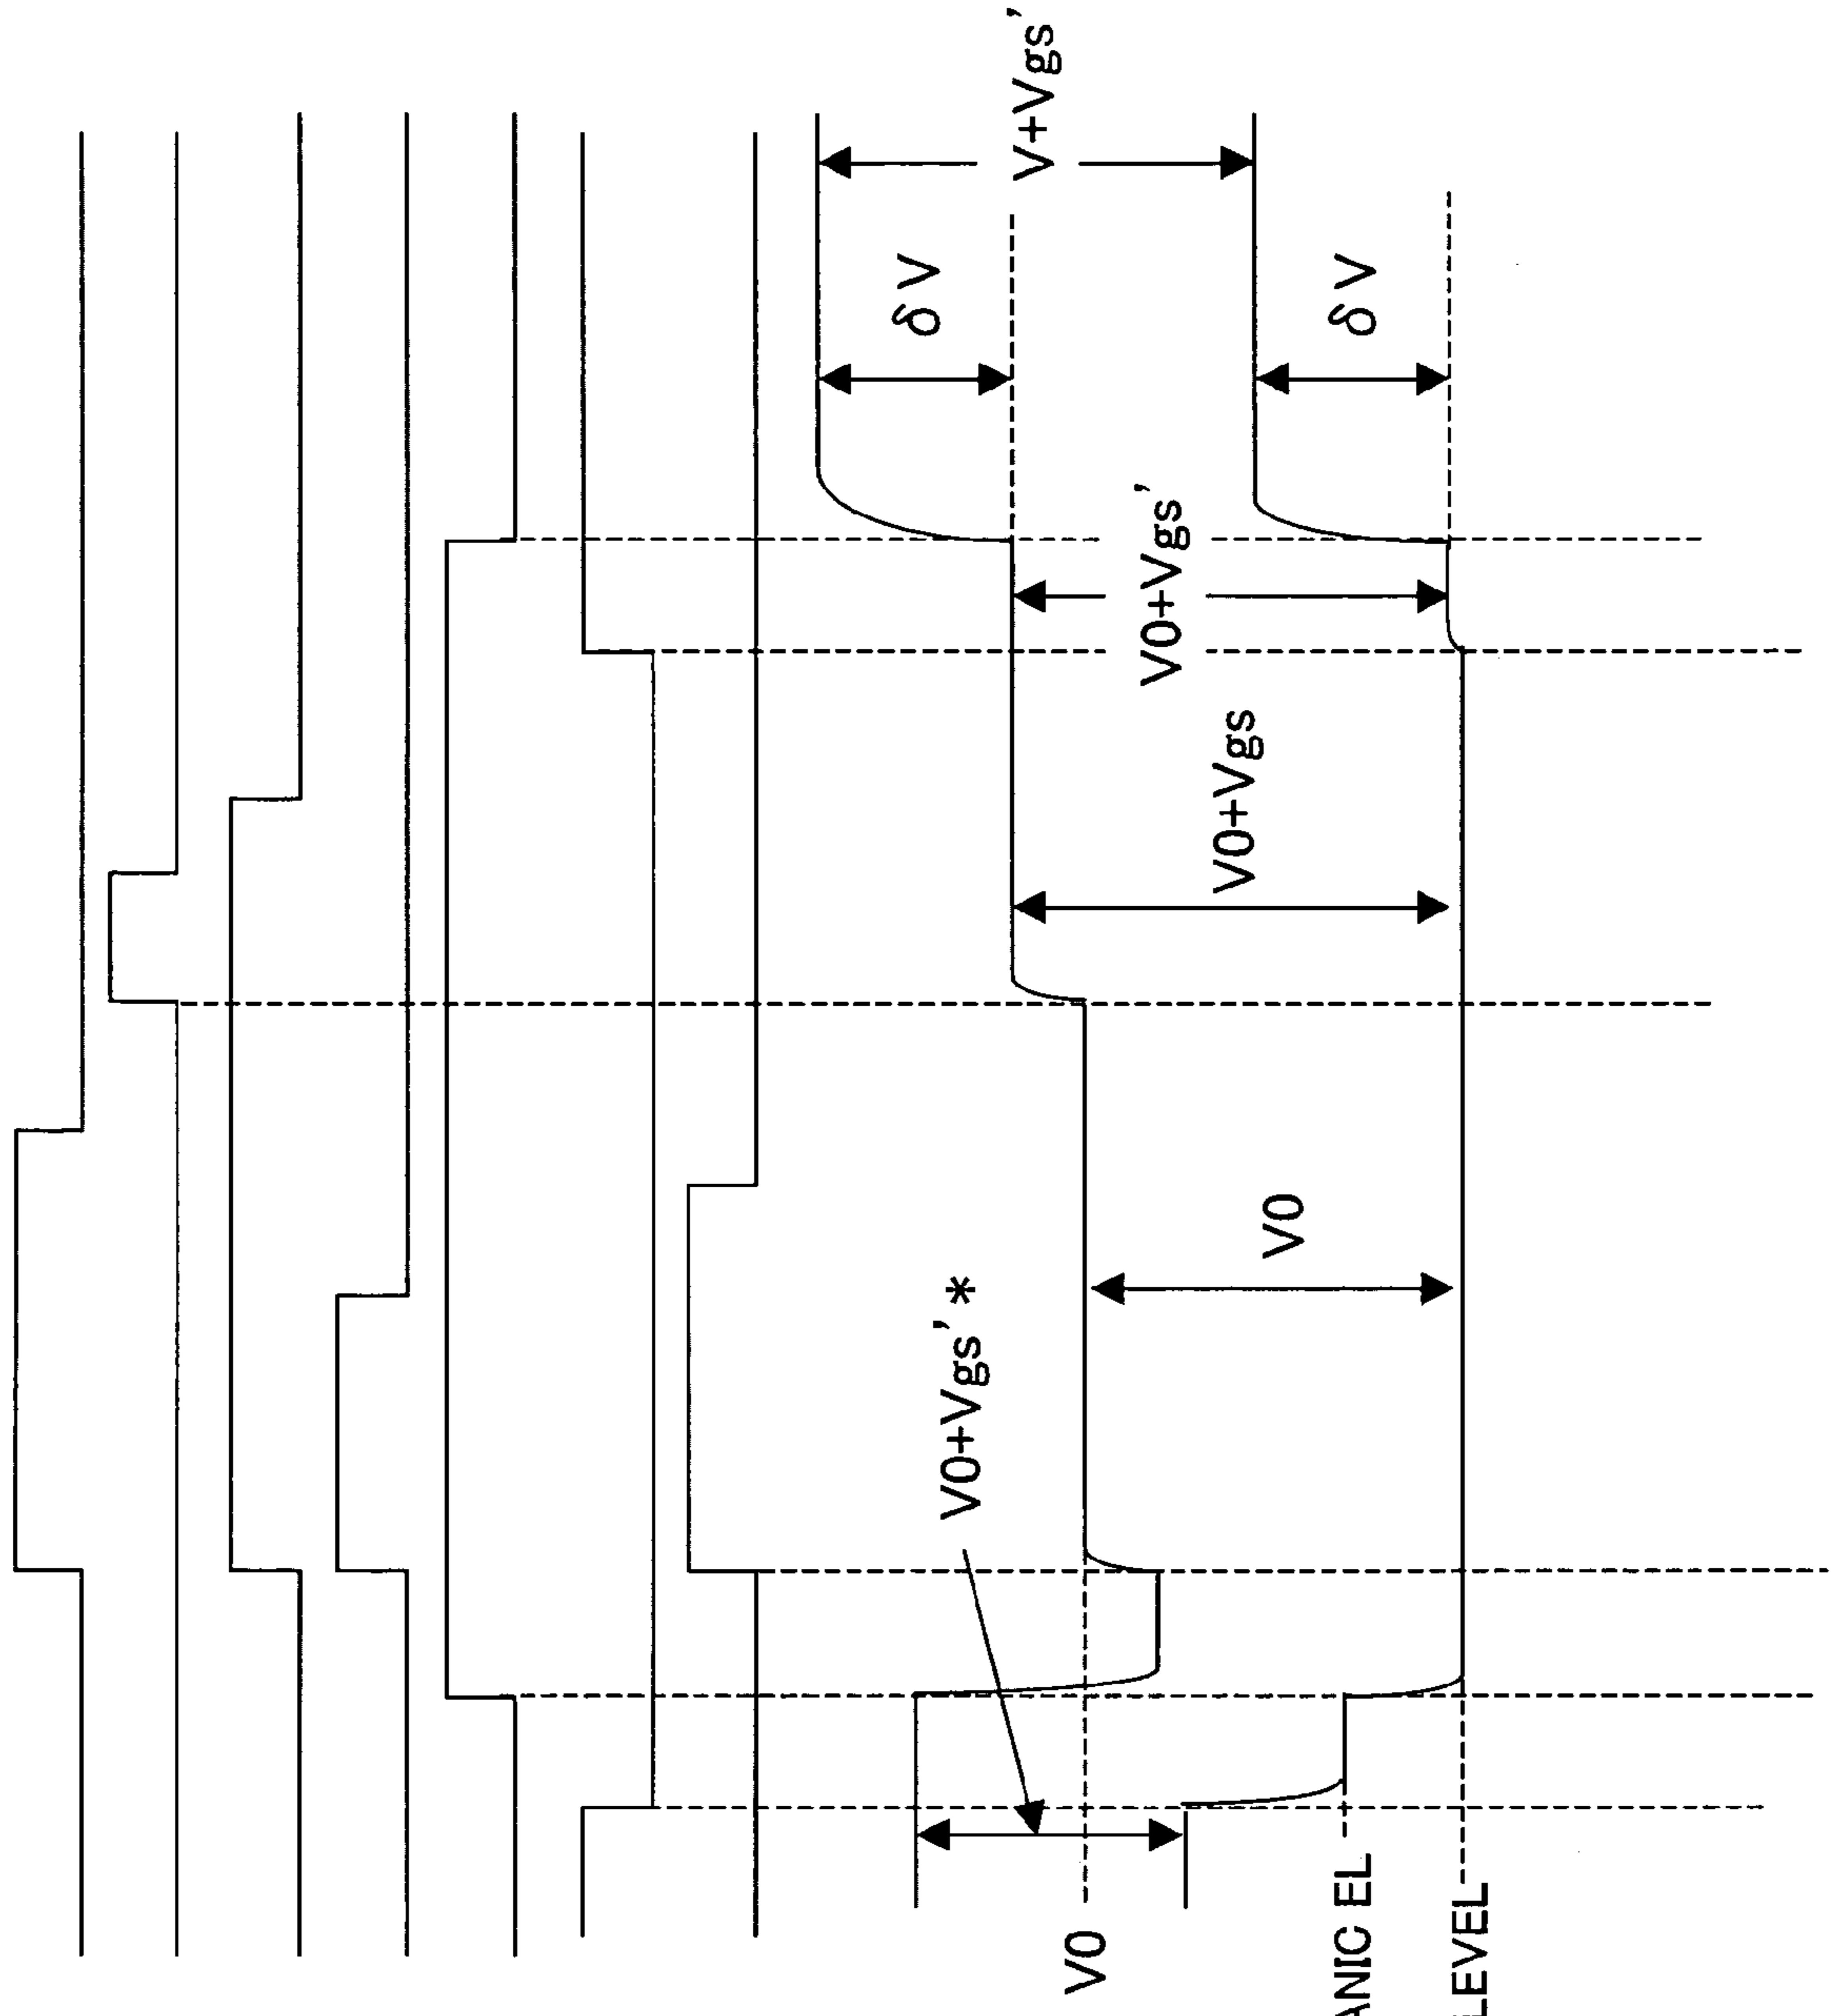 V+Vgs'
δV
δV
V0+Vgs'
V0+Vgs
V0
V0+Vgs'*
V0
ANIC EL
LEVEL